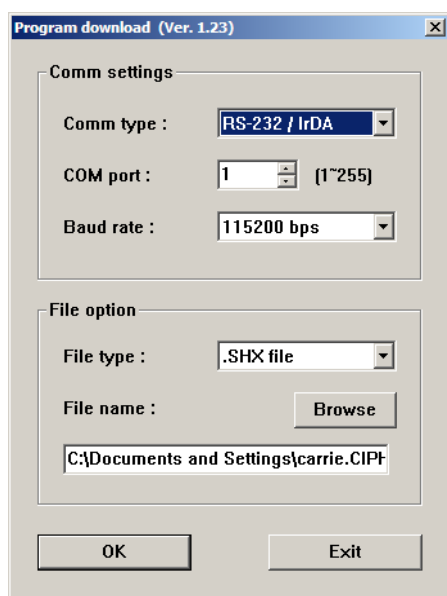 Program download (Ver. 1.23)
Comm settings
Comm type : RS-232 / IrDA
COM port : 1 (1~255)
Baud rate : 115200 bps
File option
File type : .SHX file
File name : Browse
C:\Documents and Settings\carrie.CIPH
OK Exit